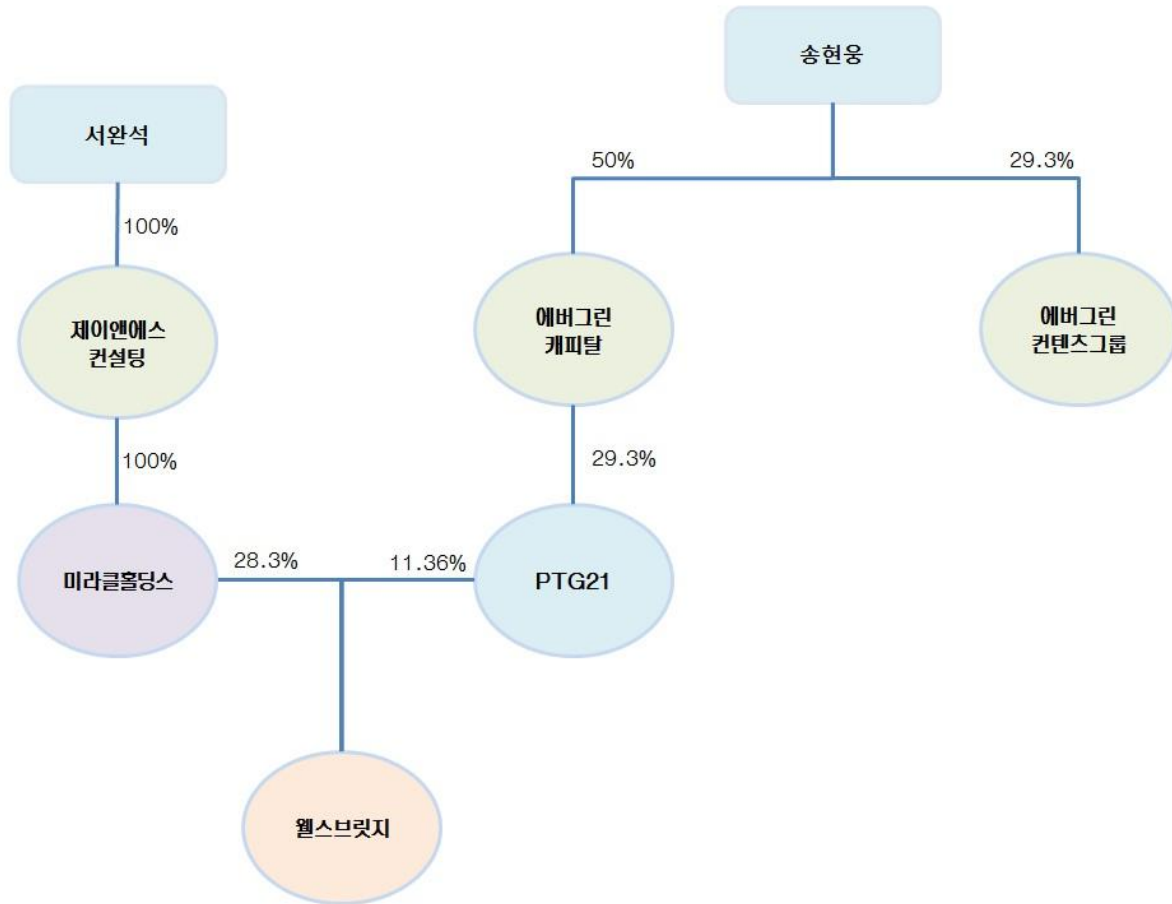 송현웅
서완석
50%
29.3%
100%
제이앤에스
컨설팅
에버그린
캐피탈
에버그린
컨텐츠그룹
100%
29.3%
미라클홀딩스
28.3%
11.36%
PTG21
웰스브릿지